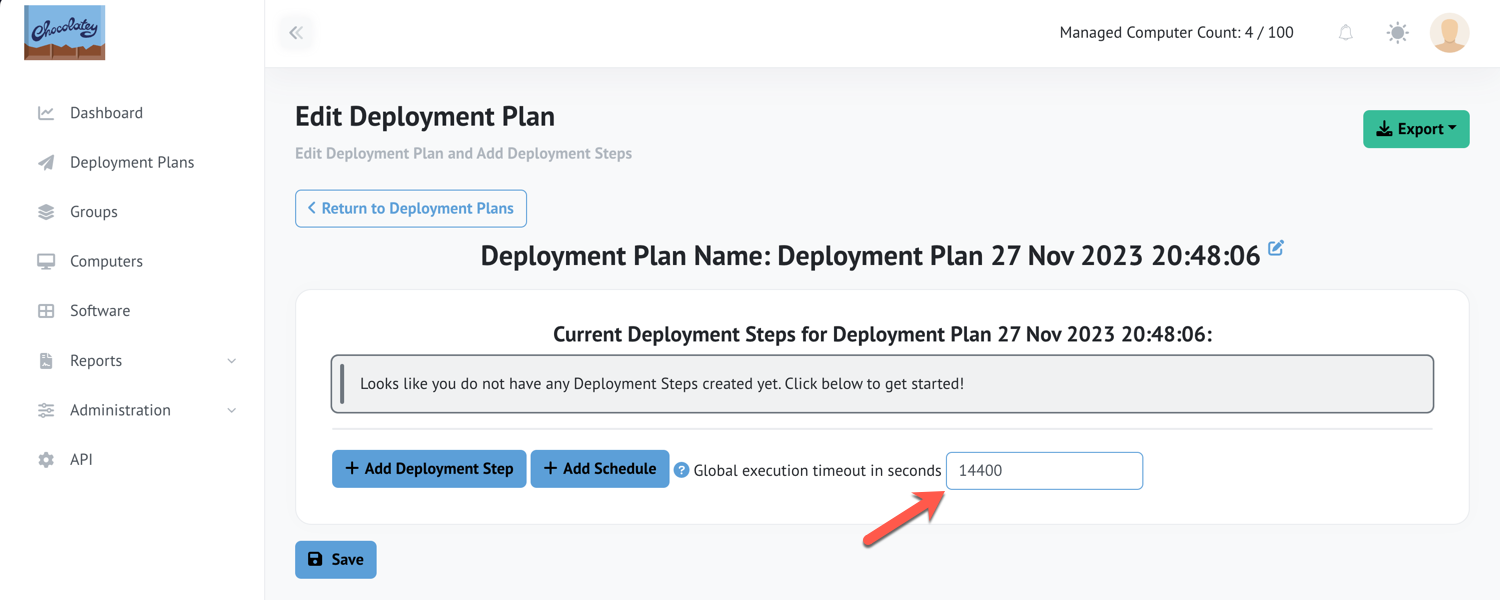 Chocolatey
Managed Computer Count: 4 / 100
Dashboard
Deployment Plans
Groups
Computers
Software
Reports
Administration
API
Edit Deployment Plan
Export
Edit Deployment Plan and Add Deployment Steps
Return to Deployment Plans
Deployment Plan Name: Deployment Plan 27 Nov 2023 20:48:06
Current Deployment Steps for Deployment Plan 27 Nov 2023 20:48:06:
Looks like you do not have any Deployment Steps created yet. Click below to get started!
+ Add Deployment Step + Add Schedule ? Global execution timeout in seconds 14400
Save